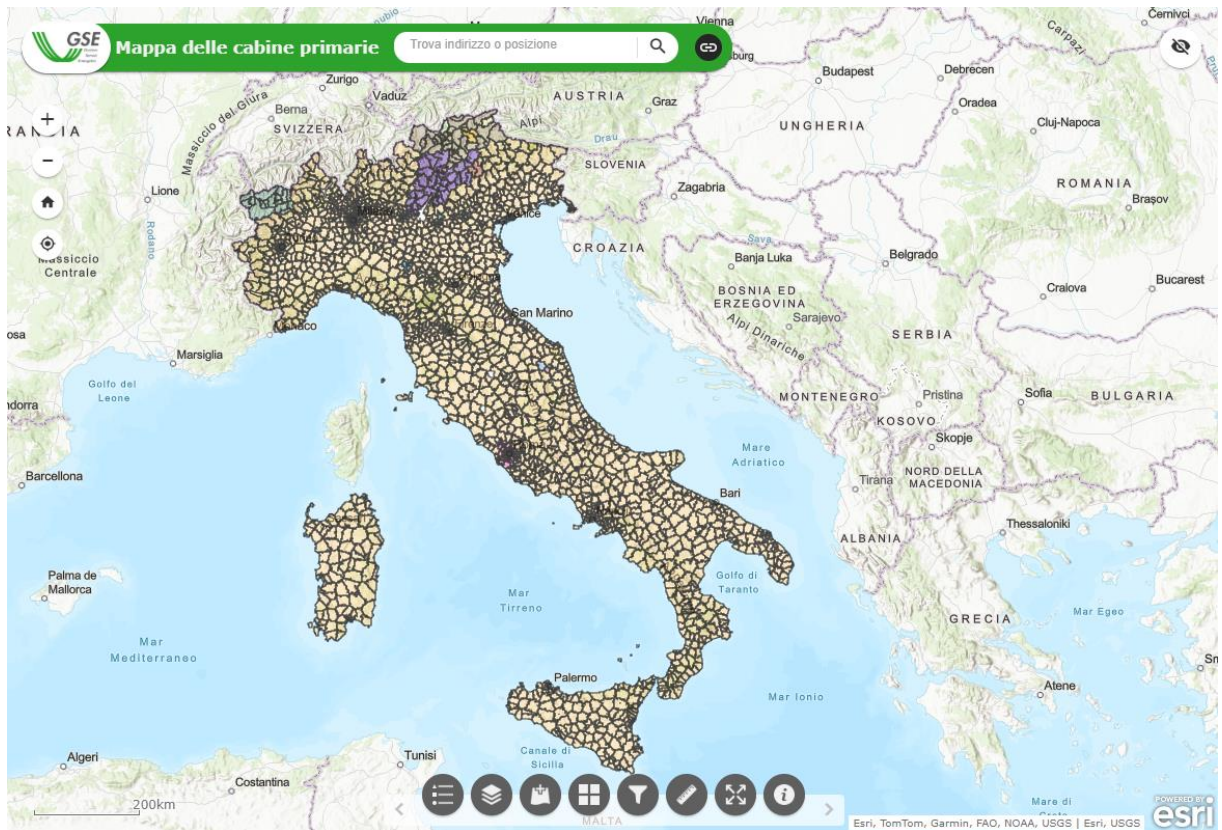 GSE
Mappa delle cabine primarie
Trova indirizzo o posizione
Vienna
Černivci
Carpazi
Budapest
Debrecen
Zurigo
Vaduz
AUSTRIA
Graz
Oradea
Massiccio del Giura
Berna
SVIZZERA
Alpi
Drau
UNGHERIA
Cluj-Napoca
SLOVENIA
ROMANIA
Lione
Zagabria
Brașov
Rodano
CROAZIA
Sava
Belgrado
Massiccio
Centrale
Banja Luka
Bucarest
BOSNIA ED
ERZEGOVINA
Craiova
San Marino
Sarajevo
Alpi Dinariche
SERBIA
Marsiglia
Golfo del
Leone
MONTENEGRO
Pristina
Sofia
BULGARIA
KOSOVO
Skopje
Mare
Adriatico
Barcellona
Tirana
NORD DELLA
MACEDONIA
Bari
Thessaloniki
ALBANIA
Palma de
Mallorca
Golfo di
Taranto
Mar
Tirreno
GRECIA
Mar Egeo
Mar
Mediterraneo
Palermo
Atene
Mar Ionio
Algeri
Tunisi
Canale di
Sicilia
Costantina
200km
MALTA
Mare di
Creta
Esri, TomTom, Garmin, FAO, NOAA, USGS | Esri, USGS
POWERED BY
esri